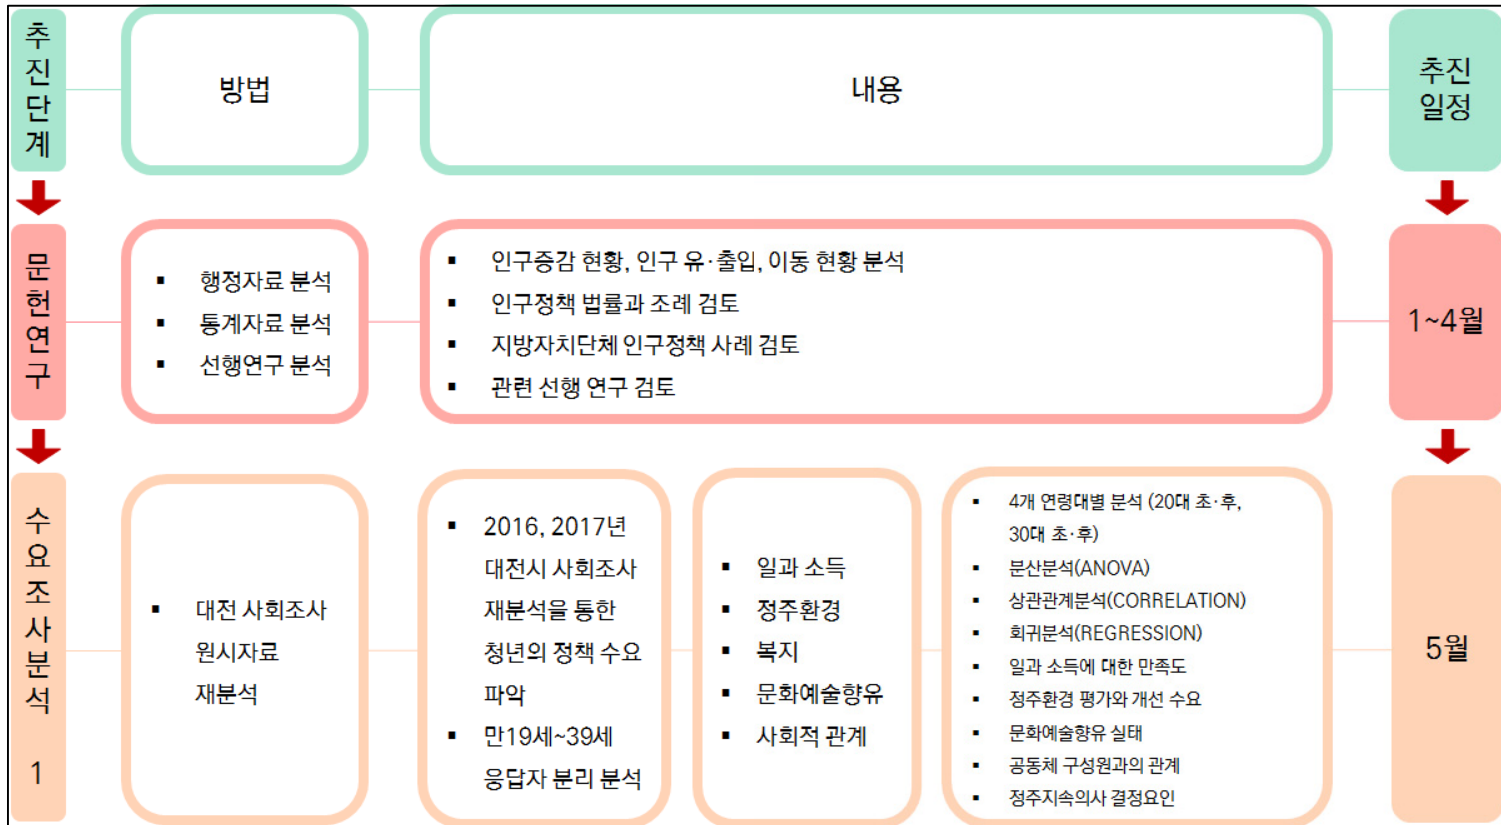 추진단계
방법
내용
추진
일정
문헌연구
▪ 행정자료 분석
▪ 통계자료 분석
▪ 선행연구 분석
▪ 인구증감 현황, 인구 유·출입, 이동 현황 분석
▪ 인구정책 법률과 조례 검토
▪ 지방자치단체 인구정책 사례 검토
▪ 관련 선행 연구 검토
1~4월
수요조사분석 1
▪ 대전 사회조사
원시자료
재분석
▪ 2016, 2017년
대전시 사회조사
재분석을 통한
청년의 정책 수요
파악
▪ 만19세~39세
응답자 분리 분석
▪ 일과 소득
▪ 정주환경
▪ 복지
▪ 문화예술향유
▪ 사회적 관계
▪ 4개 연령대별 분석 (20대 초·후,
30대 초·후)
▪ 분산분석(ANOVA)
▪ 상관관계분석(CORRELATION)
▪ 회귀분석(REGRESSION)
▪ 일과 소득에 대한 만족도
▪ 정주환경 평가와 개선 수요
▪ 문화예술향유 실태
▪ 공동체 구성원과의 관계
▪ 정주지속의사 결정요인
5월